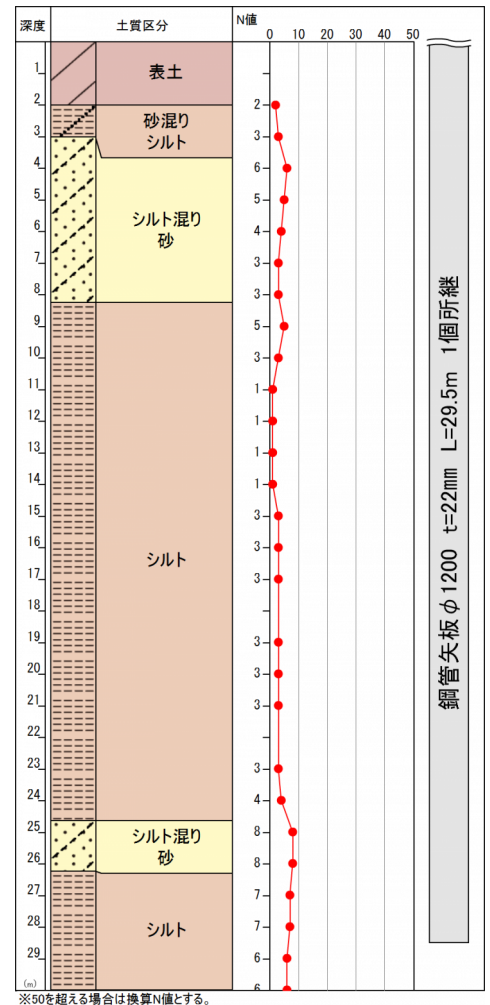 深度 土質区分 N値
0 10 20 30 40 50
1
表土
2 2
砂混り
シルト
3 3
4 6
5 5
シルト混り
砂
6 4
7 3
8 3
9 5
10 3
11 1
12 1
13 1
14 1
15 3
16 3
シルト
17 3
18
19 3
20 3
21 3
22
23 3
24 4
25 8
シルト混り
砂
26 8
27 7
28 7
シルト
29 6
(m) 6
鋼管矢板φ1200 t=22mm L=29.5m 1個所継
※50を超える場合は換算N値とする。